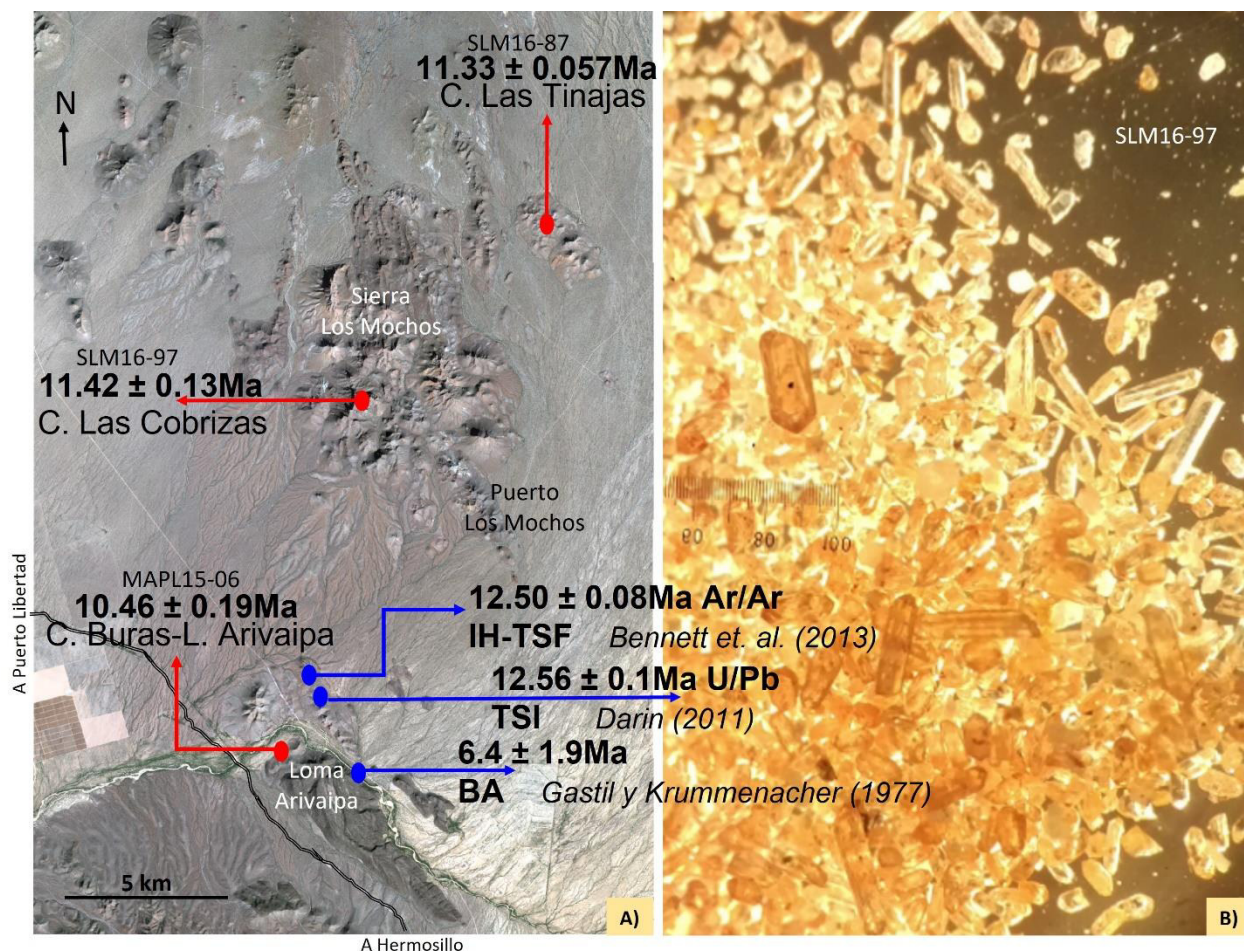 SLM16-87
11.33 ± 0.057Ma
C. Las Tinajas
N
SLM16-97
Sierra
Los Mochos
SLM16-97
11.42 ± 0.13Ma
C. Las Cobrizas
Puerto
Los Mochos
60 80 100
A Puerto Libertad
MAPL15-06
10.46 ± 0.19Ma
C. Buras-L. Arivaipa
12.50 ± 0.08Ma Ar/Ar
IH-TSF Bennett et. al. (2013)
12.56 ± 0.1Ma U/Pb
TSI Darin (2011)
6.4 ± 1.9Ma
BA Gastil y Krummenacher (1977)
Loma
Arivaipa
5 km
A)
B)
A Hermosillo